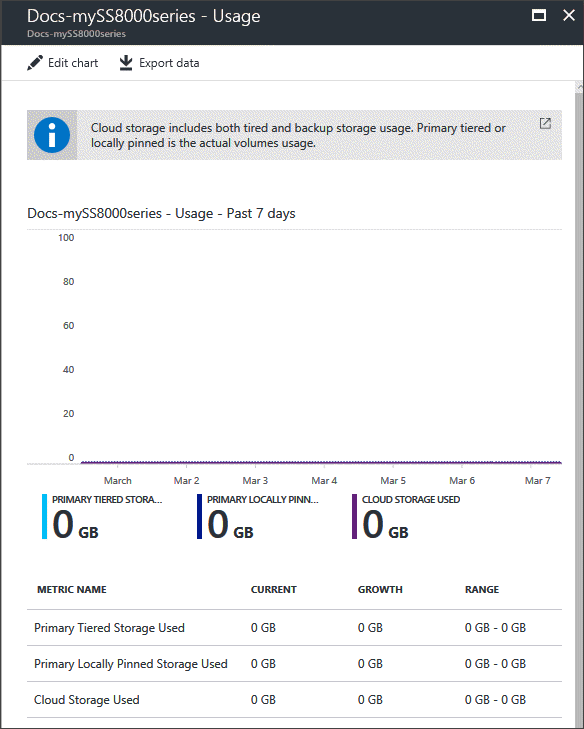 Docs-mySS8000series - Usage
Docs-mySS8000series
Edit chart Export data
Cloud storage includes both tired and backup storage usage. Primary tiered or
locally pinned is the actual volumes usage.
Docs-mySS8000series - Usage - Past 7 days
100
80
60
40
20
0
March Mar 2 Mar 3 Mar 4 Mar 5 Mar 6 Mar 7
PRIMARY TIERED STORA... PRIMARY LOCALLY PINN... CLOUD STORAGE USED
0 GB 0 GB 0 GB
METRIC NAME CURRENT GROWTH RANGE
Primary Tiered Storage Used 0 GB 0 GB 0 GB - 0 GB
Primary Locally Pinned Storage Used 0 GB 0 GB 0 GB - 0 GB
Cloud Storage Used 0 GB 0 GB 0 GB - 0 GB